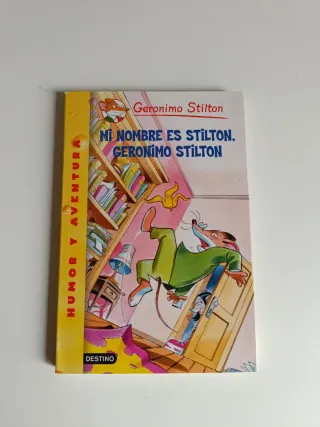 Geronimo Stilton
MI NOMBRE ES STILTON,
GERONIMO STILTON
HUMOR Y AVENTURA
DESTINO